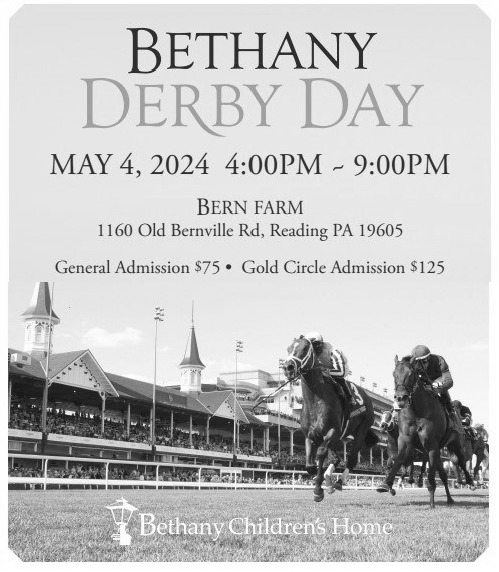 BETHANY
DERBY DAY
MAY 4, 2024 4:00PM ~ 9:00PM
BERN FARM
1160 Old Bernville Rd, Reading PA 19605
General Admission $75 • Gold Circle Admission $125
Bethany Children's Home